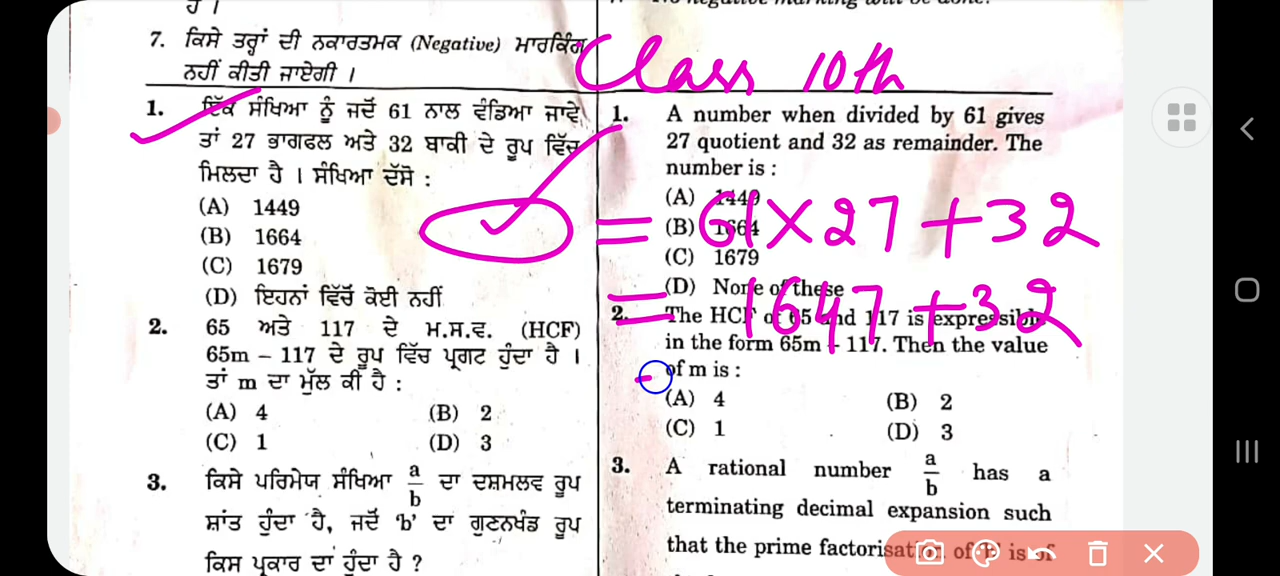 ਹੋ ।
7. ਕਿਸੇ ਤਰ੍ਹਾਂ ਦੀ ਨਕਾਰਤਮਕ (Negative) ਮਾਰਕਿੰਗ
ਨਹੀਂ ਕੀਤੀ ਜਾਏਗੀ ।
Class 10th
1. ਇੱਕ ਸੰਖਿਆ ਨੂੰ ਜਦੋਂ 61 ਨਾਲ ਵੰਡਿਆ ਜਾਵੇ
ਤਾਂ 27 ਭਾਗਫਲ ਅਤੇ 32 ਬਾਕੀ ਦੇ ਰੂਪ ਵਿੱਚ
ਮਿਲਦਾ ਹੈ । ਸੰਖਿਆ ਦੱਸੋ :
(A) 1449
(B) 1664
(C) 1679
(D) ਇਹਨਾਂ ਵਿੱਚੋਂ ਕੋਈ ਨਹੀਂ
2. 65 ਅਤੇ 117 ਦੇ ਮ.ਸ.ਵ. (HCF)
65m – 117 ਦੇ ਰੂਪ ਵਿੱਚ ਪ੍ਰਗਟ ਹੁੰਦਾ ਹੈ ।
ਤਾਂ m ਦਾ ਮੁੱਲ ਕੀ ਹੈ :
(A) 4 (B) 2
(C) 1 (D) 3
3. ਕਿਸੇ ਪਰਿਮੇਯ ਸੰਖਿਆ a/b ਦਾ ਦਸ਼ਮਲਵ ਰੂਪ
ਸ਼ਾਂਤ ਹੁੰਦਾ ਹੈ, ਜਦੋਂ 'b' ਦਾ ਗੁਣਨਖੰਡ ਰੂਪ
ਕਿਸ ਪ੍ਰਕਾਰ ਦਾ ਹੁੰਦਾ ਹੈ ?
1. A number when divided by 61 gives
27 quotient and 32 as remainder. The
number is :
(A) 1449
(B) 1664
= 61 × 27 + 32
(C) 1679
(D) None of these
= 1647 + 32
2. The HCF of 65 and 117 is expressible
in the form 65m – 117. Then the value
of m is :
(A) 4 (B) 2
(C) 1 (D) 3
3. A rational number a/b has a
terminating decimal expansion such
that the prime factorisation of 'b' is of